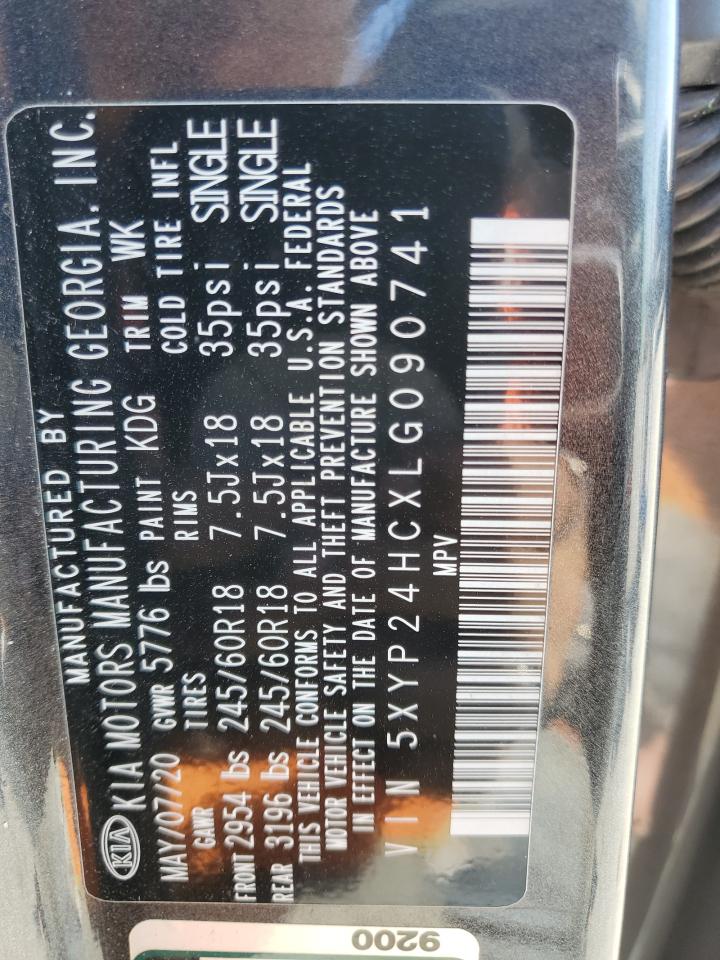 MANUFACTURED BY
KIA KIA MOTORS MANUFACTURING GEORGIA. INC.
MAY/07/20 GVWR 5776 lbs PAINT KDG TRIM WK
GAWR TIRES RIMS COLD TIRE INFL
FRONT 2954 lbs 245/60R18 7.5Jx18 35psi SINGLE
REAR 3196 lbs 245/60R18 7.5Jx18 35psi SINGLE
THIS VEHICLE CONFORMS TO ALL APPLICABLE U.S.A. FEDERAL
MOTOR VEHICLE SAFETY AND THEFT PREVENTION STANDARDS
IN EFFECT ON THE DATE OF MANUFACTURE SHOWN ABOVE
VIN 5XYP24HCXLG090741
MPV
9200